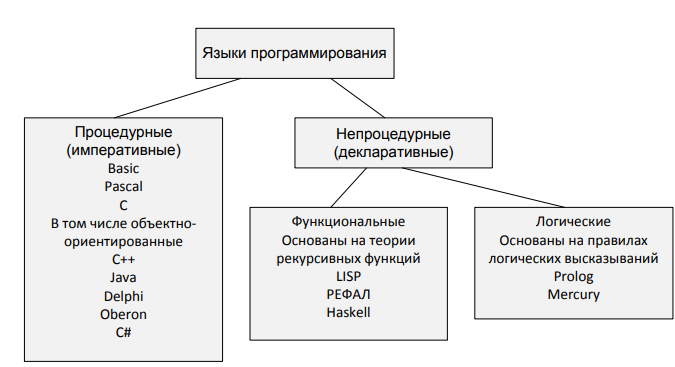 Языки программирования
Процедурные
(императивные)
Basic
Pascal
C
В том числе объектно-
ориентированные
C++
Java
Delphi
Oberon
C#
Непроцедурные
(декларативные)
Функциональные
Основаны на теории
рекурсивных функций
LISP
РЕФАЛ
Haskell
Логические
Основаны на правилах
логических высказываний
Prolog
Mercury